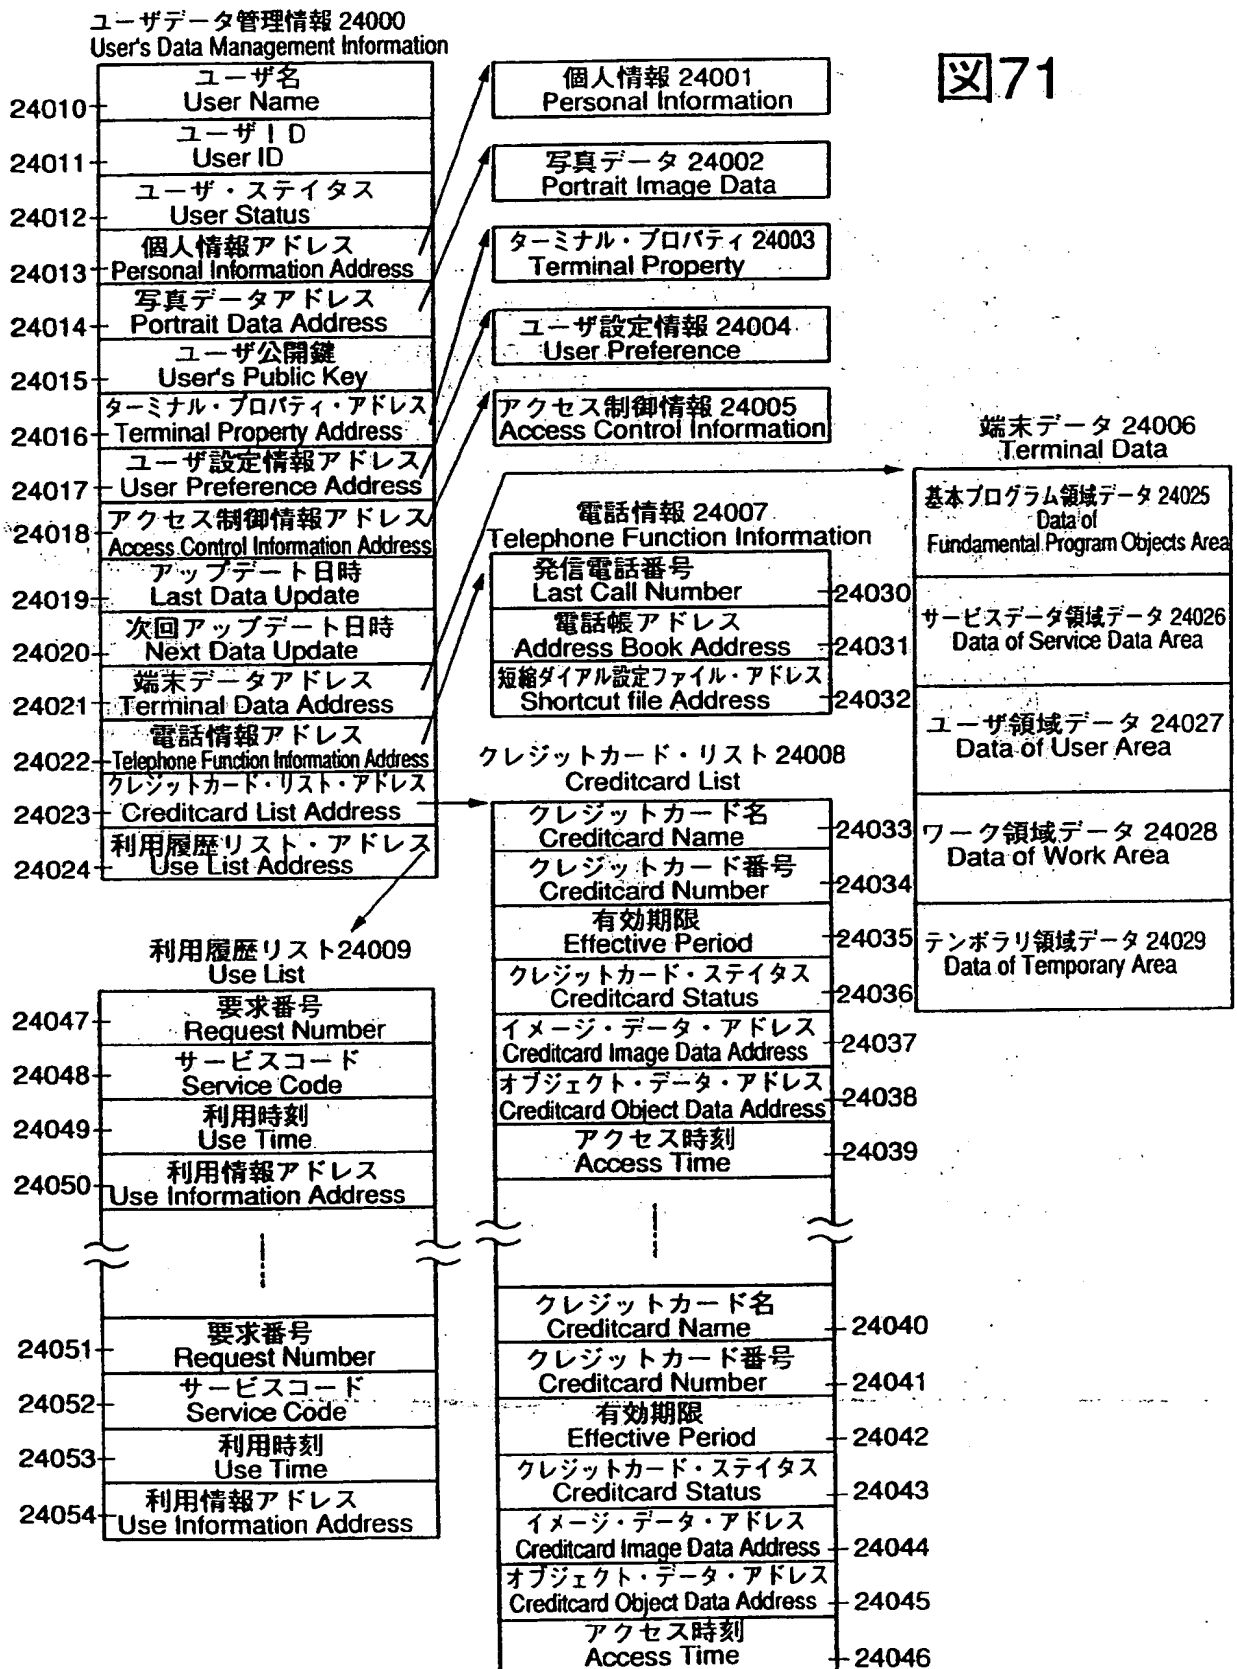 図71
ユーザデータ管理情報 24000
User's Data Management Information
ユーザ名
24010
User Name
ユーザID
24011
User ID
ユーザ・ステイタス
24012
User Status
個人情報アドレス
24013
Personal Information Address
写真データアドレス
24014
Portrait Data Address
ユーザ公開鍵
24015
User's Public Key
ターミナル・プロパティ・アドレス
24016
Terminal Property Address
ユーザ設定情報アドレス
24017
User Preference Address
アクセス制御情報アドレス
24018
Access Control Information Address
アップデート日時
24019
Last Data Update
次回アップデート日時
24020
Next Data Update
端末データアドレス
24021
Terminal Data Address
電話情報アドレス
24022
Telephone Function Information Address
クレジットカード・リスト・アドレス
24023
Creditcard List Address
利用履歴リスト・アドレス
24024
Use List Address
個人情報 24001
Personal Information
写真データ 24002
Portrait Image Data
ターミナル・プロパティ 24003
Terminal Property
ユーザ設定情報 24004
User Preference
アクセス制御情報 24005
Access Control Information
端末データ 24006
Terminal Data
基本プログラム領域データ 24025
Data of
Fundamental Program Objects Area
サービスデータ領域データ 24026
Data of Service Data Area
ユーザ領域データ 24027
Data of User Area
ワーク領域データ 24028
Data of Work Area
テンポラリ領域データ 24029
Data of Temporary Area
電話情報 24007
Telephone Function Information
発信電話番号
Last Call Number
24030
電話帳アドレス
Address Book Address
24031
短縮ダイアル設定ファイル・アドレス
Shortcut file Address
24032
クレジットカード・リスト 24008
Creditcard List
クレジットカード名
Creditcard Name
24033
クレジットカード番号
Creditcard Number
24034
有効期限
Effective Period
24035
クレジットカード・ステイタス
Creditcard Status
24036
イメージ・データ・アドレス
Creditcard Image Data Address
24037
オブジェクト・データ・アドレス
Creditcard Object Data Address
24038
アクセス時刻
Access Time
24039
クレジットカード名
Creditcard Name
24040
クレジットカード番号
Creditcard Number
24041
有効期限
Effective Period
24042
クレジットカード・ステイタス
Creditcard Status
24043
イメージ・データ・アドレス
Creditcard Image Data Address
24044
オブジェクト・データ・アドレス
Creditcard Object Data Address
24045
アクセス時刻
Access Time
24046
利用履歴リスト24009
Use List
要求番号
24047
Request Number
サービスコード
24048
Service Code
利用時刻
24049
Use Time
利用情報アドレス
24050
Use Information Address
要求番号
24051
Request Number
サービスコード
24052
Service Code
利用時刻
24053
Use Time
利用情報アドレス
24054
Use Information Address